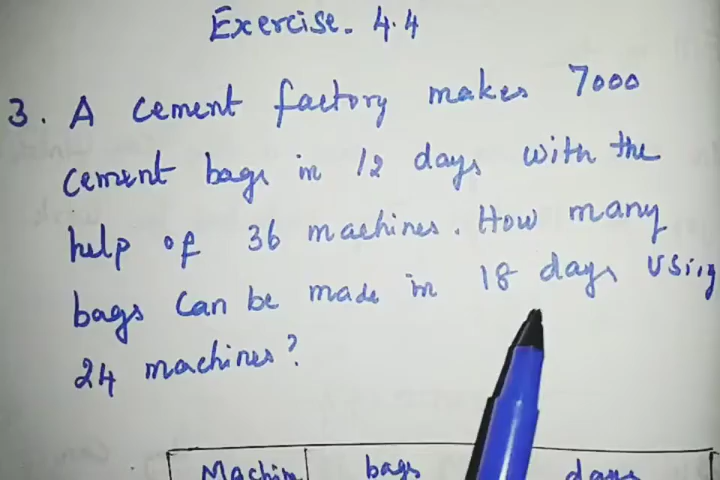 Exercise. 4.4
3. A cement factory makes 7000
cement bags in 12 days with the
help of 36 machines. How many
bags can be made in 18 days using
24 machines?
Machin bags days